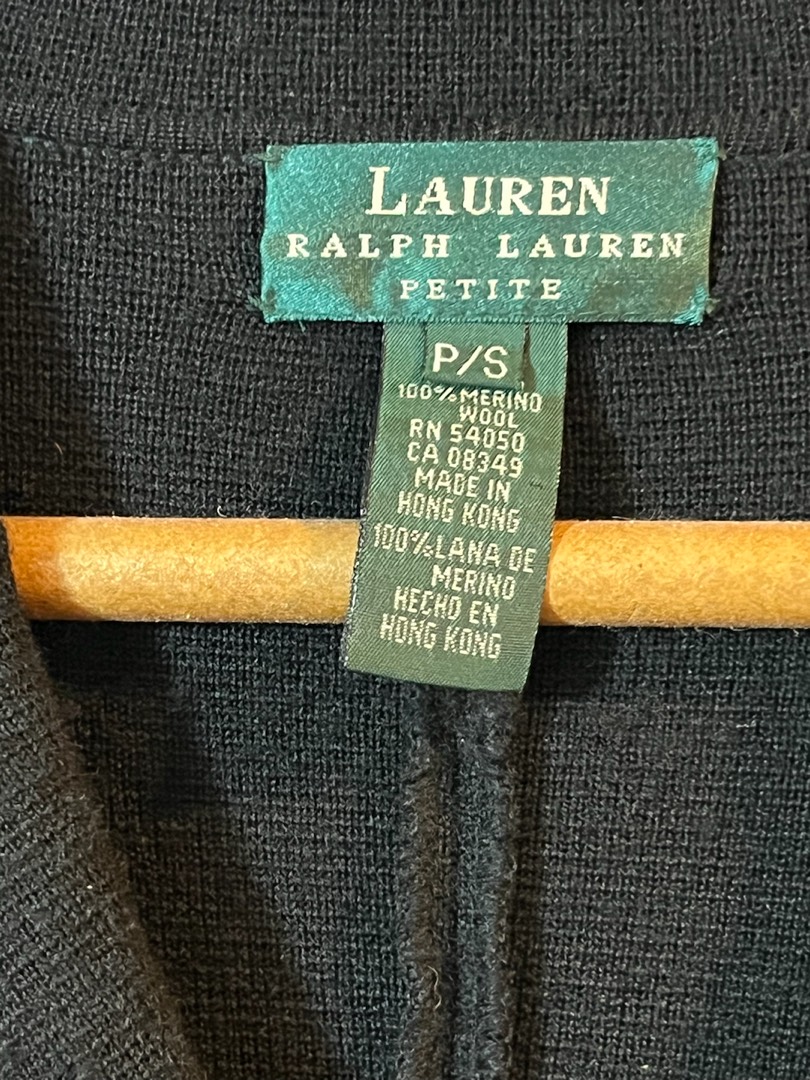 LAUREN
RALPH LAUREN
PETITE
P/S
100% MERINO
WOOL
RN 54050
CA 08349
MADE IN
HONG KONG
100% LANA DE
MERINO
HECHO EN
HONG KONG